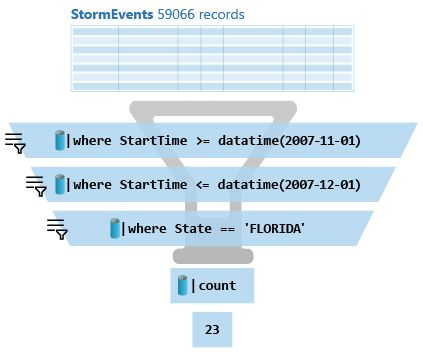 StormEvents 59066 records
|where StartTime >= datatime(2007-11-01)
|where StartTime <= datatime(2007-12-01)
|where State == 'FLORIDA'
|count
23